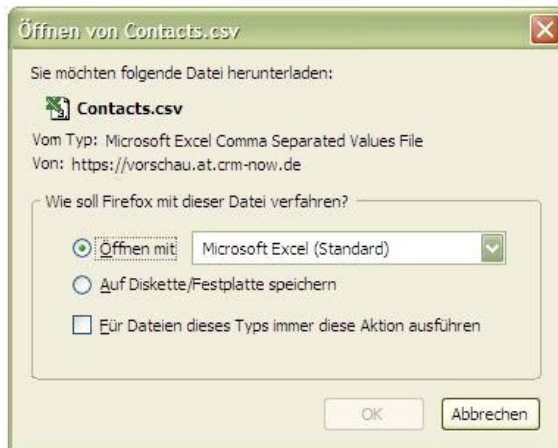 Öffnen von Contacts.csv
Sie möchten folgende Datei herunterladen:
Contacts.csv
Vom Typ: Microsoft Excel Comma Separated Values File
Von: https://vorschau.at.crm-now.de
Wie soll Firefox mit dieser Datei verfahren?
Öffnen mit Microsoft Excel (Standard)
Auf Diskette/Festplatte speichern
Für Dateien dieses Typs immer diese Aktion ausführen
OK Abbrechen